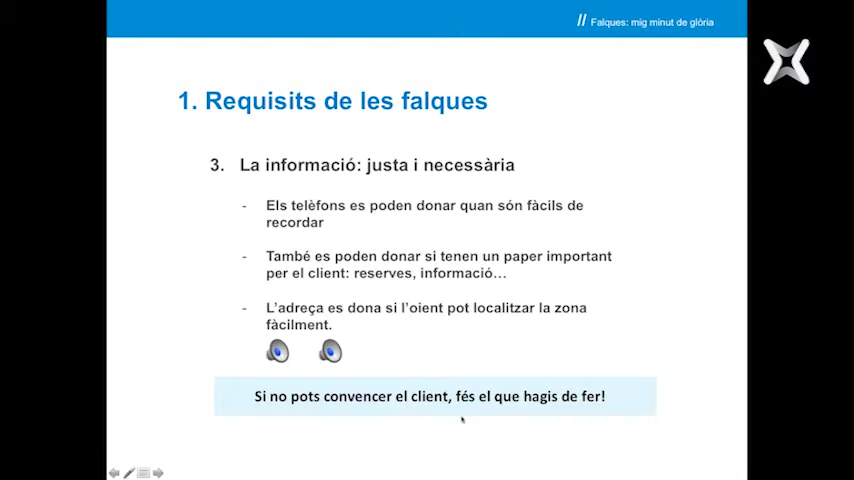 // Falques: mig minut de glòria
1. Requisits de les falques
3. La informació: justa i necessària
- Els telèfons es poden donar quan són fàcils de
recordar
- També es poden donar si tenen un paper important
per el client: reserves, informació...
- L’adreça es dona si l’oient pot localitzar la zona
fàcilment.
Si no pots convencer el client, fés el que hagis de fer!